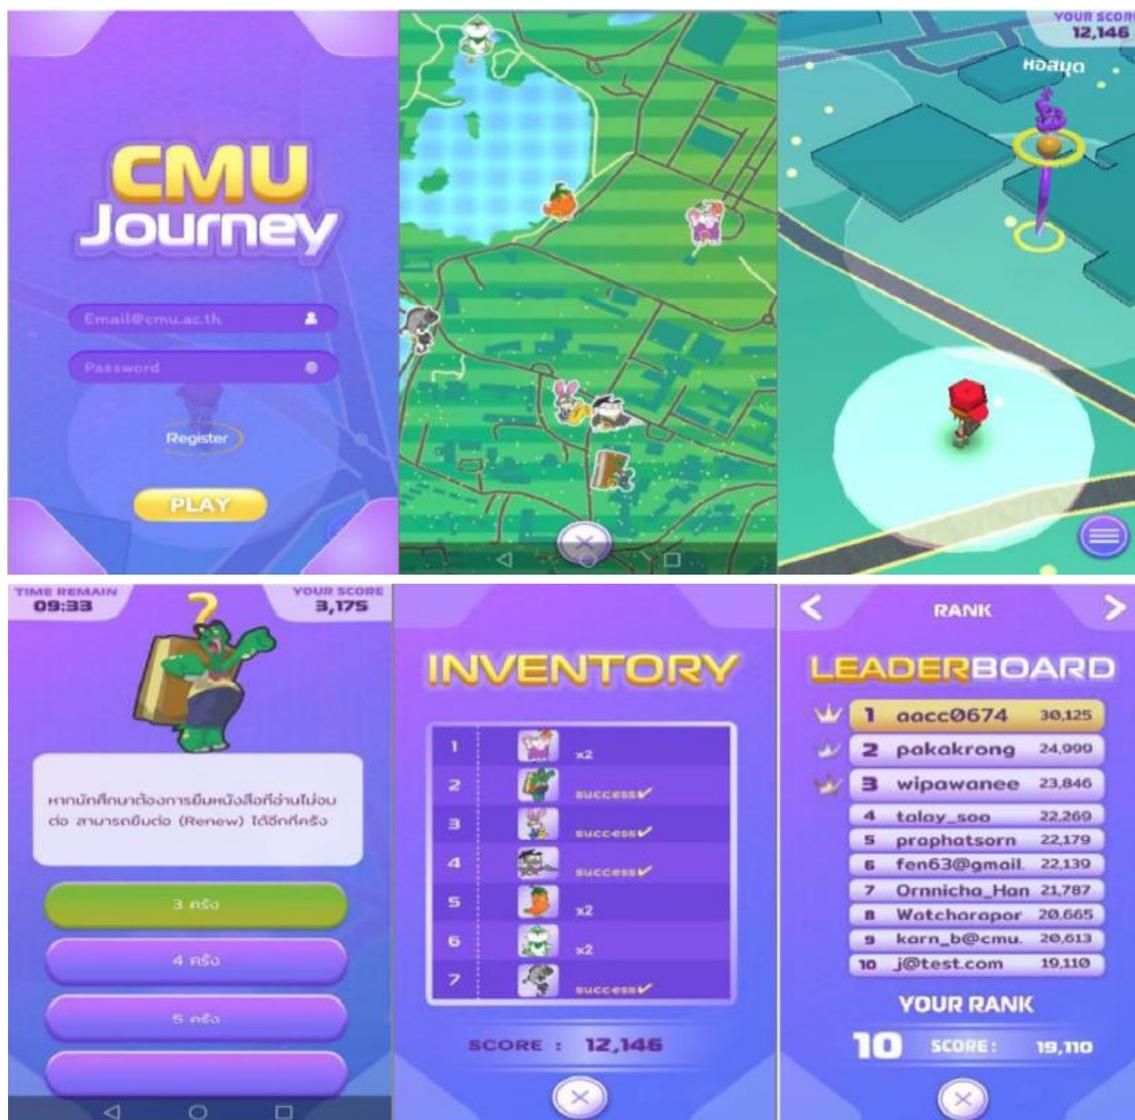 CMU
Journey
Email@cmu.ac.th
Password
Register
PLAY
YOUR SCORE
12,146
หอสมุด
TIME REMAIN
09:33
YOUR SCORE
3,175
?
หากนักศึกษาต้องการยืมหนังสือที่อ่านไม่จบ
ต่อ สามารถยืมต่อ (Renew) ได้อีกกี่ครั้ง
3 ครั้ง
4 ครั้ง
5 ครั้ง
INVENTORY
1 x2
2 success✓
3 success✓
4 success✓
5 x2
6 x2
7 success✓
SCORE : 12,146
RANK
LEADERBOARD
1 aacc0674 30,125
2 pakakrong 24,999
3 wipawanee 23,846
4 talay_soo 22,269
5 praphatsorn 22,179
6 fen63@gmail. 22,139
7 Ornnicha_Han 21,787
8 Watcharapor 20,665
9 karn_b@cmu. 20,613
10 j@test.com 19,110
YOUR RANK
10 SCORE : 19,110